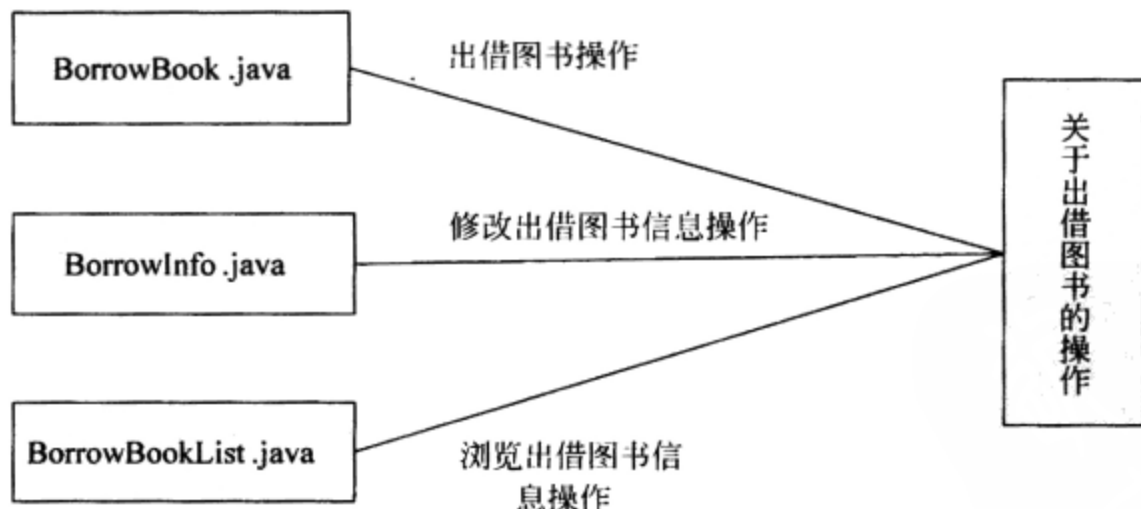 BorrowBook .java
出借图书操作
关于出借图书的操作
修改出借图书信息操作
BorrowInfo .java
BorrowBookList .java
浏览出借图书信
息操作